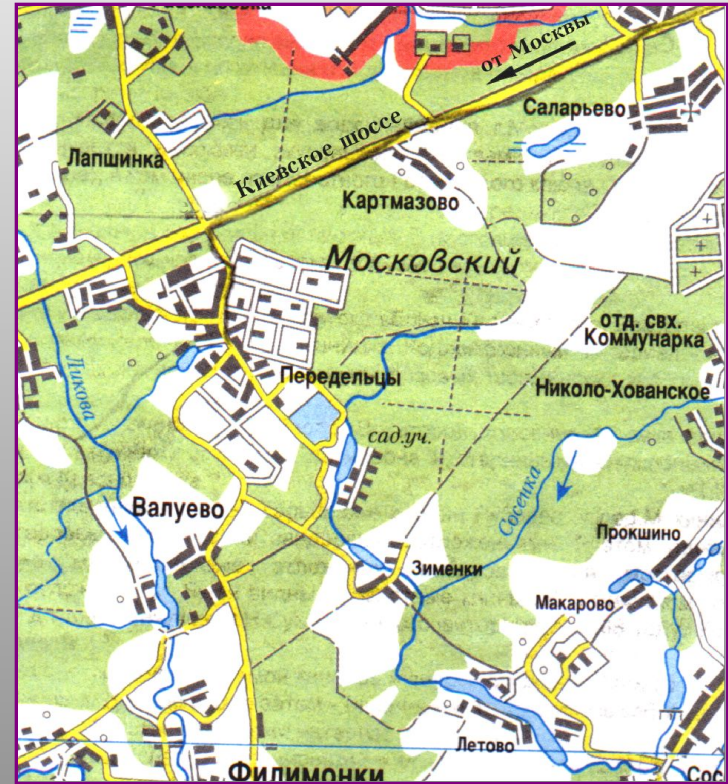 от Москвы
Саларьево
Киевское шоссе
Лапшинка
Картмазово
Московский
отд. свх.
Коммунарка
Ликова
Передельцы
Николо-Хованское
сад.уч.
Сосенка
Валуево
Прокшино
Зименки
Макарово
Летово
Филимонки